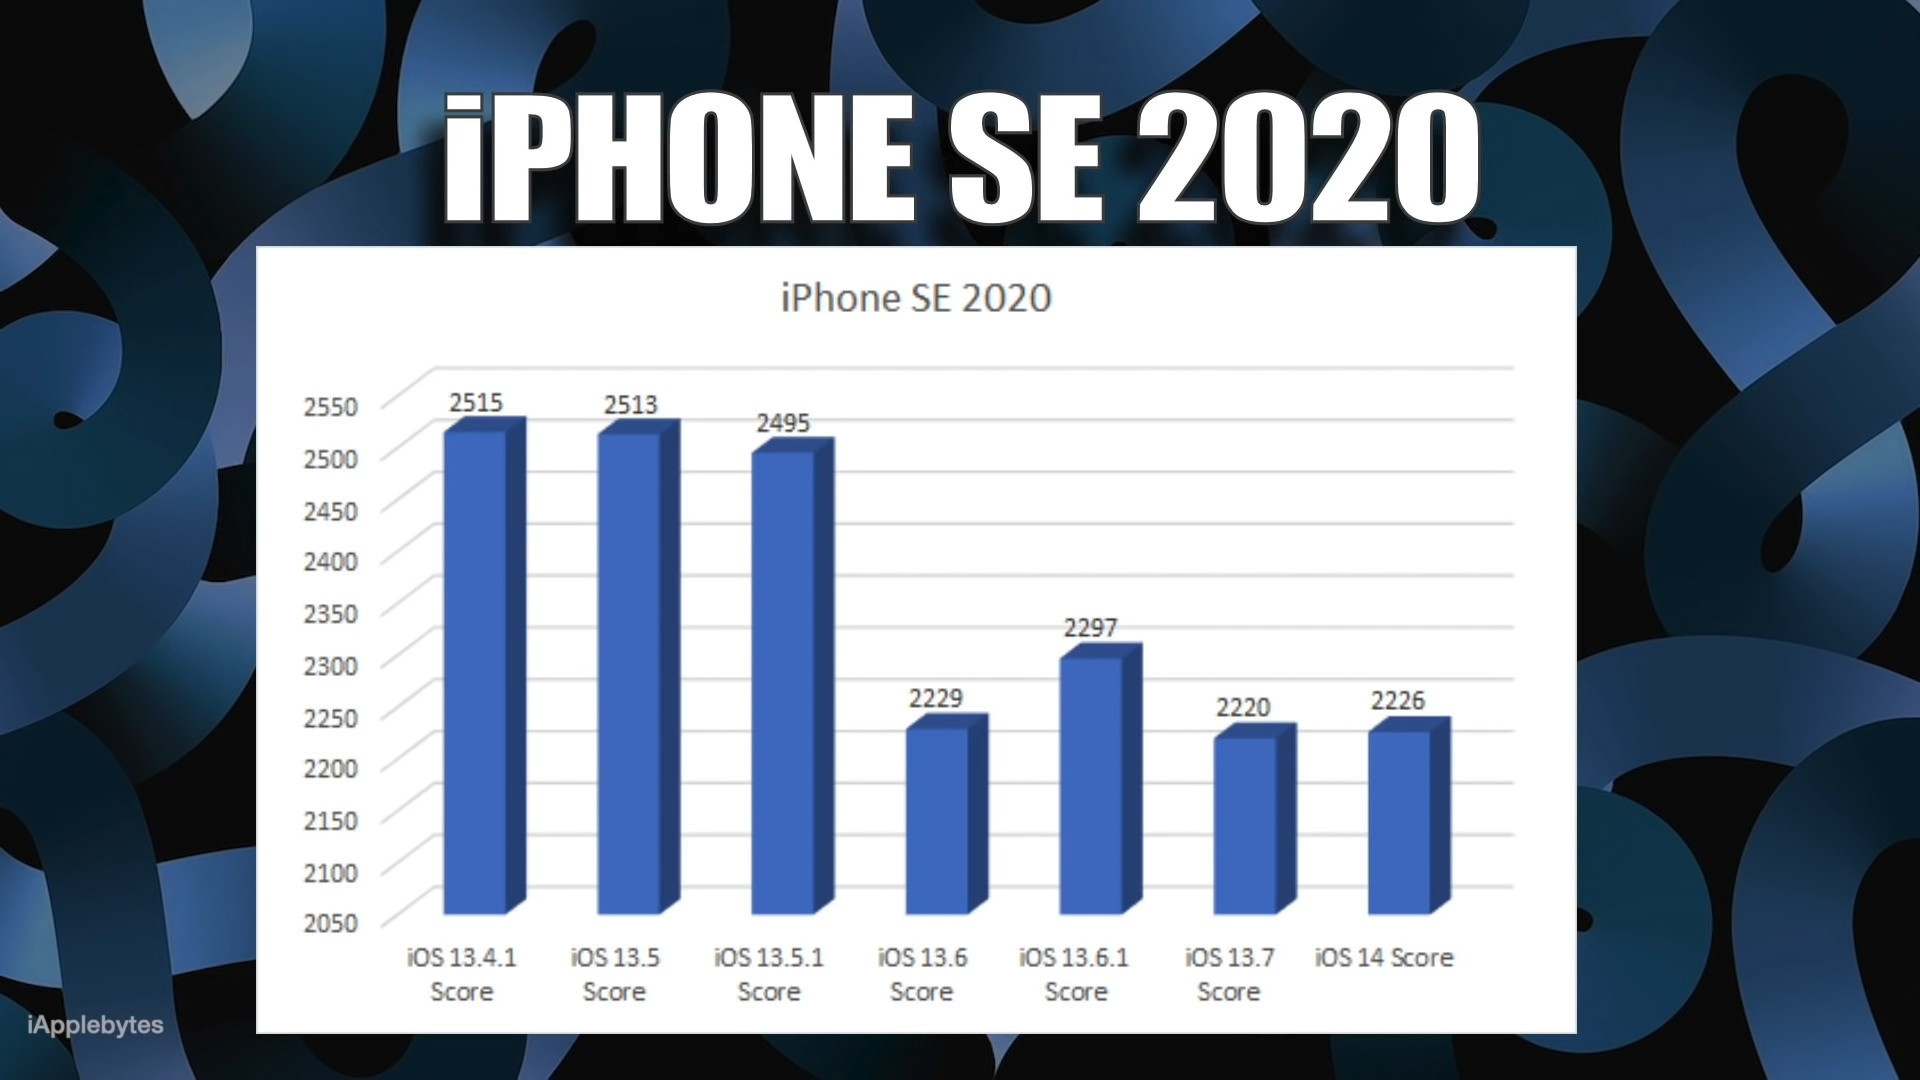 iPHONE SE 2020
iPhone SE 2020
2550
2500
2450
2400
2350
2300
2250
2200
2150
2100
2050
2515
2513
2495
2229
2297
2220
2226
iOS 13.4.1
Score
iOS 13.5
Score
iOS 13.5.1
Score
iOS 13.6
Score
iOS 13.6.1
Score
iOS 13.7
Score
iOS 14 Score
iApplebytes